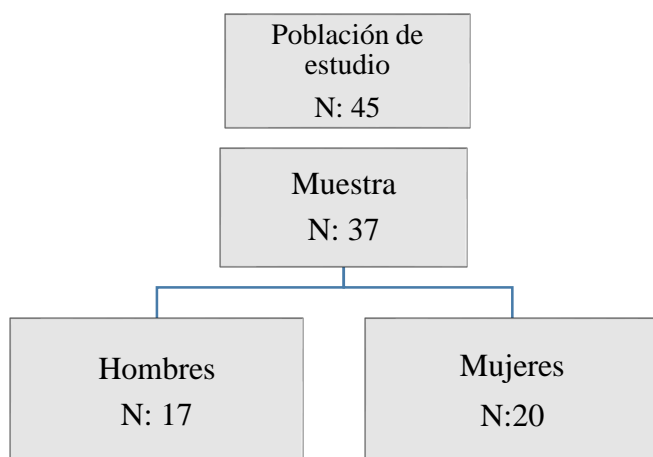 Población de
estudio
N: 45
Muestra
N: 37
Hombres
N: 17
Mujeres
N:20